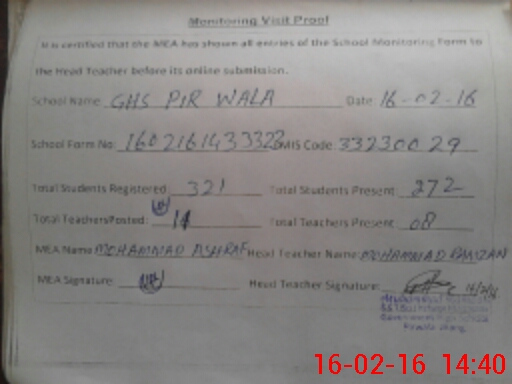 Monitoring Visit Proof
It is certified that the MEA has shown all entries of the School Monitoring Form to
the Head Teacher before its online submission.
School Name: GHS PIR WALA Date: 16-02-16
School Form No: EMIS Code: 33230029
Total Students Registered: 321 Total Students Present: 272
Total Teachers Posted: 11 Total Teachers Present: 08
MEA Name: MOHAMMAD ASHRAF Head Teacher Name: MOHAMMAD RAMZAN
MEA Signature: Head Teacher Signature:
16-02-16 14:40